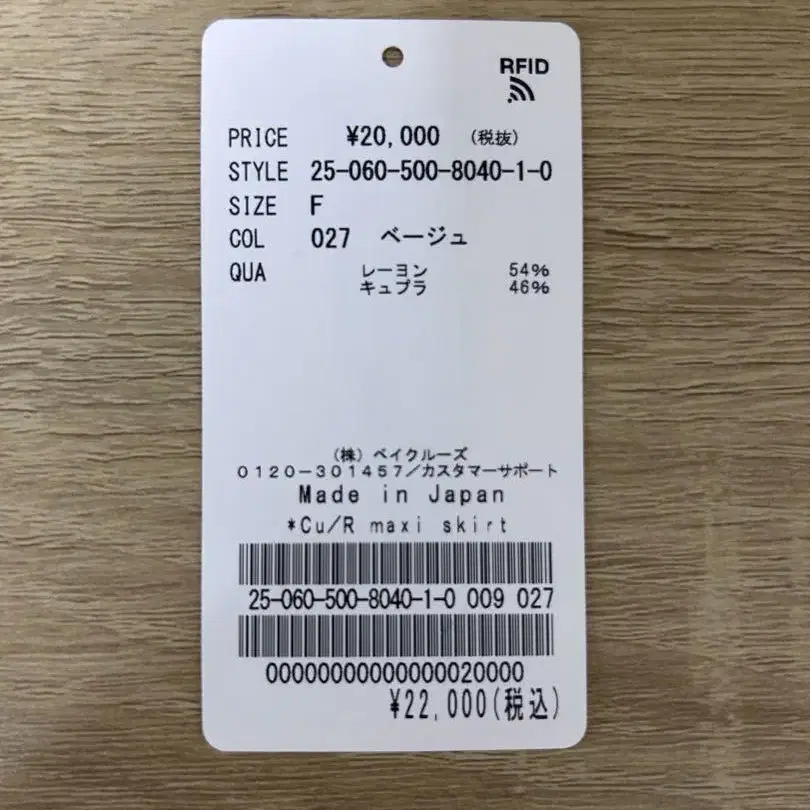 RFID
PRICE ¥20,000 (税抜)
STYLE 25-060-500-8040-1-0
SIZE F
COL 027 ベージュ
QUA レーヨン 54%
キュプラ 46%
(株) ベイクルーズ
0120-301457/カスタマーサポート
Made in Japan
*Cu/R maxi skirt
25-060-500-8040-1-0 009 027
00000000000000020000
¥22,000(税込)